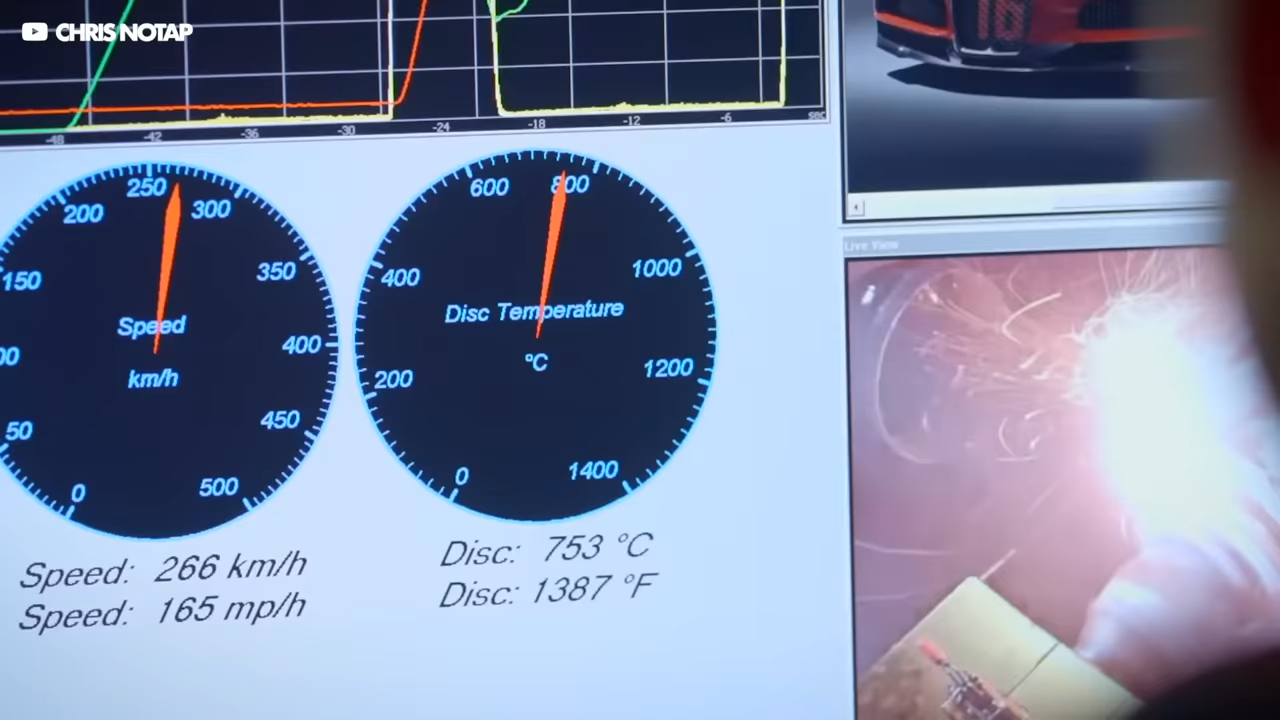 CHRIS NOTAP
-48 -42 -36 -30 -24 -18 -12 -6 sec
50 150 200 250 300 350 400 450 500 0
Speed
km/h
0 200 400 600 800 1000 1200 1400
Disc Temperature
°C
Speed: 266 km/h
Speed: 165 mp/h
Disc: 753 °C
Disc: 1387 °F
Live View